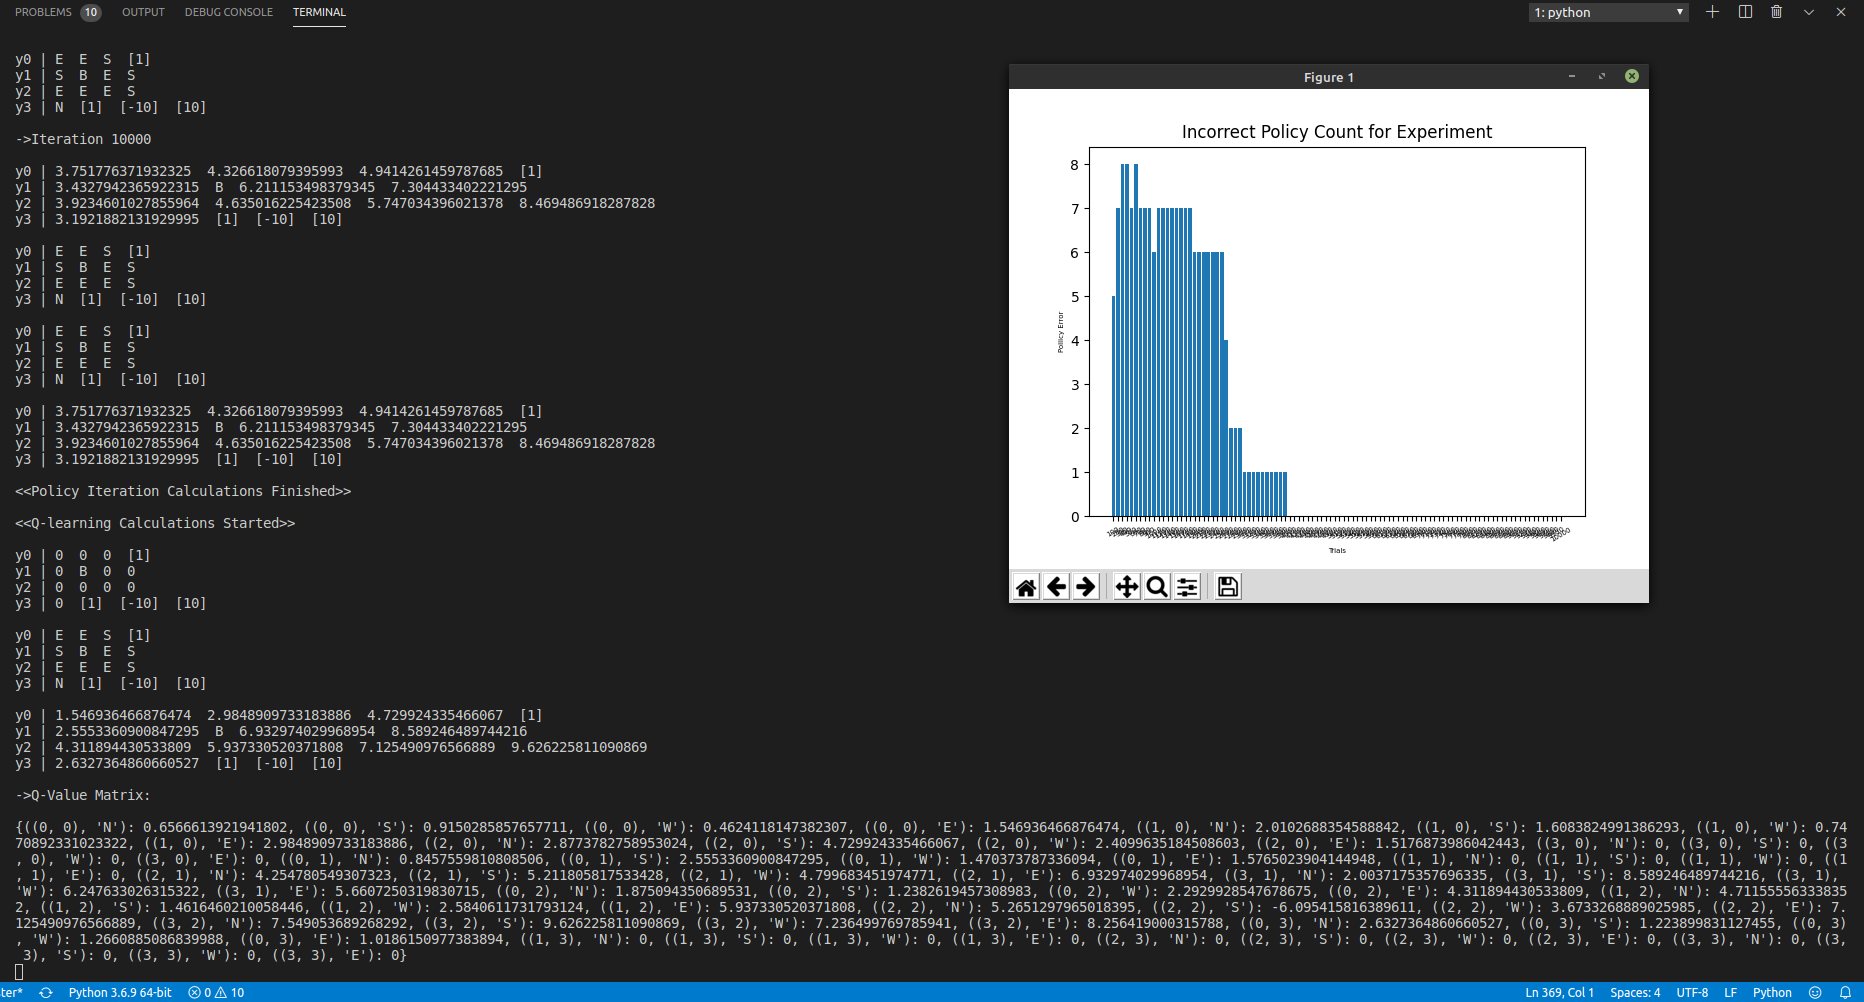 PROBLEMS 10 OUTPUT DEBUG CONSOLE TERMINAL 1: python
y0 | E  E  S  [1]
y1 | S  B  E  S
y2 | E  E  E  S
y3 | N  [1]  [-10]  [10]
->Iteration 10000
y0 | 3.751776371932325  4.326618079395993  4.9414261459787685  [1]
y1 | 3.4327942365922315  B  6.211153498379345  7.304433402221295
y2 | 3.9234601027855964  4.635016225423508  5.747034396021378  8.469486918287828
y3 | 3.1921882131929995  [1]  [-10]  [10]
y0 | E  E  S  [1]
y1 | S  B  E  S
y2 | E  E  E  S
y3 | N  [1]  [-10]  [10]
y0 | E  E  S  [1]
y1 | S  B  E  S
y2 | E  E  E  S
y3 | N  [1]  [-10]  [10]
y0 | 3.751776371932325  4.326618079395993  4.9414261459787685  [1]
y1 | 3.4327942365922315  B  6.211153498379345  7.304433402221295
y2 | 3.9234601027855964  4.635016225423508  5.747034396021378  8.469486918287828
y3 | 3.1921882131929995  [1]  [-10]  [10]
<<Policy Iteration Calculations Finished>>
<<Q-learning Calculations Started>>
y0 | 0  0  0  [1]
y1 | 0  B  0  0
y2 | 0  0  0  0
y3 | 0  [1]  [-10]  [10]
y0 | E  E  S  [1]
y1 | S  B  E  S
y2 | E  E  E  S
y3 | N  [1]  [-10]  [10]
y0 | 1.546936466876474  2.9848909733183886  4.729924335466067  [1]
y1 | 2.5553360900847295  B  6.932974029968954  8.589246489744216
y2 | 4.311894430533809  5.937330520371808  7.125490976566889  9.626225811090869
y3 | 2.6327364860660527  [1]  [-10]  [10]
->Q-Value Matrix:
{((0, 0), 'N'): 0.6566613921941802, ((0, 0), 'S'): 0.9150285857657711, ((0, 0), 'W'): 0.4624118147382307, ((0, 0), 'E'): 1.546936466876474, ((1, 0), 'N'): 2.0102688354588842, ((1, 0), 'S'): 1.6083824991386293, ((1, 0), 'W'): 0.74
70892331023322, ((1, 0), 'E'): 2.9848909733183886, ((2, 0), 'N'): 2.8773782758953024, ((2, 0), 'S'): 4.729924335466067, ((2, 0), 'W'): 2.4099635184508603, ((2, 0), 'E'): 1.5176873986042443, ((3, 0), 'N'): 0, ((3, 0), 'S'): 0, ((3
, 0), 'W'): 0, ((3, 0), 'E'): 0, ((0, 1), 'N'): 0.8457559810808506, ((0, 1), 'S'): 2.5553360900847295, ((0, 1), 'W'): 1.470373787336094, ((0, 1), 'E'): 1.5765023904144948, ((1, 1), 'N'): 0, ((1, 1), 'S'): 0, ((1, 1), 'W'): 0, ((1
, 1), 'E'): 0, ((2, 1), 'N'): 4.254780549307323, ((2, 1), 'S'): 5.211805817533428, ((2, 1), 'W'): 4.799683451974771, ((2, 1), 'E'): 6.932974029968954, ((3, 1), 'N'): 2.0037175357696335, ((3, 1), 'S'): 8.589246489744216, ((3, 1),
'W'): 6.247633026315322, ((3, 1), 'E'): 5.6607250319830715, ((0, 2), 'N'): 1.875094350689531, ((0, 2), 'S'): 1.2382619457308983, ((0, 2), 'W'): 2.2929928547678675, ((0, 2), 'E'): 4.311894430533809, ((1, 2), 'N'): 4.71155556333835
2, ((1, 2), 'S'): 1.4616460210058446, ((1, 2), 'W'): 2.5840611731793124, ((1, 2), 'E'): 5.937330520371808, ((2, 2), 'N'): 5.2651297965018395, ((2, 2), 'S'): -6.095415816389611, ((2, 2), 'W'): 3.6733268889025985, ((2, 2), 'E'): 7.
125490976566889, ((3, 2), 'N'): 7.549053689268292, ((3, 2), 'S'): 9.626225811090869, ((3, 2), 'W'): 7.236499769785941, ((3, 2), 'E'): 8.256419000315788, ((0, 3), 'N'): 2.6327364860660527, ((0, 3), 'S'): 1.223899831127455, ((0, 3)
, 'W'): 1.2660885086839988, ((0, 3), 'E'): 1.0186150977383894, ((1, 3), 'N'): 0, ((1, 3), 'S'): 0, ((1, 3), 'W'): 0, ((1, 3), 'E'): 0, ((2, 3), 'N'): 0, ((2, 3), 'S'): 0, ((2, 3), 'W'): 0, ((2, 3), 'E'): 0, ((3, 3), 'N'): 0, ((3,
3), 'S'): 0, ((3, 3), 'W'): 0, ((3, 3), 'E'): 0}
Figure 1
Incorrect Policy Count for Experiment
8
7
6
5
4
3
2
1
0
Policy Error
Trials
ter* Python 3.6.9 64-bit 0 10 Ln 369, Col 1 Spaces: 4 UTF-8 LF Python